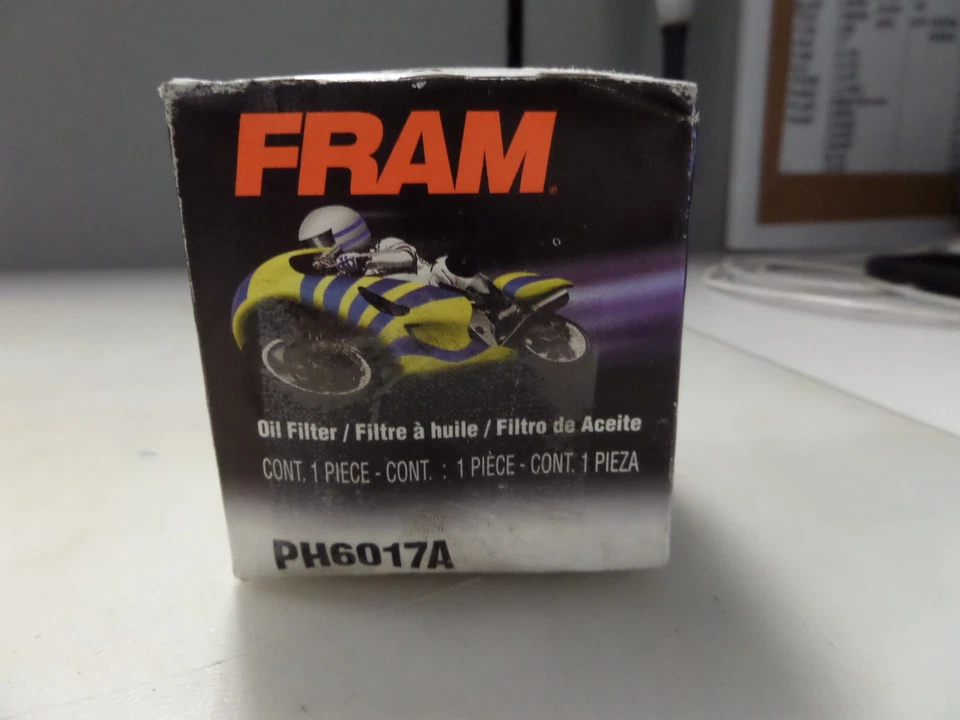 FRAM
Oil Filter / Filtre à huile / Filtro de Aceite
CONT. 1 PIECE - CONT. : 1 PIÈCE - CONT. 1 PIEZA
PH6017A